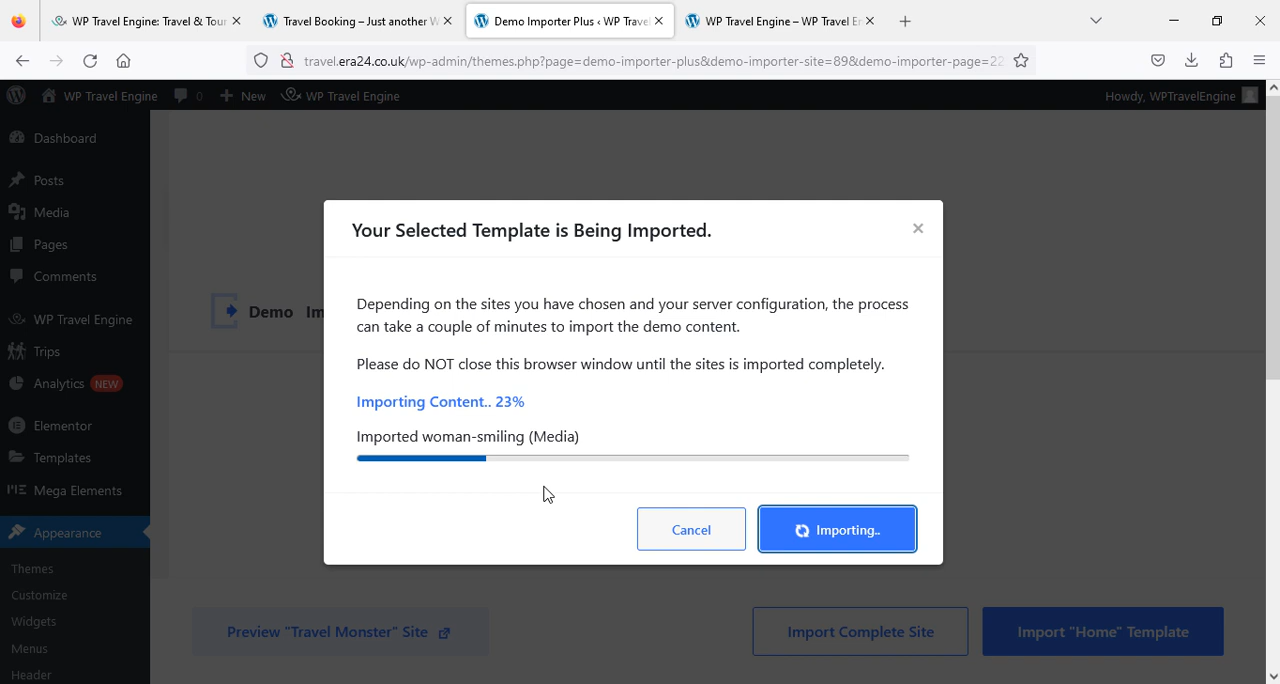 WP Travel Engine: Travel & Tour
Travel Booking – Just another W
Demo Importer Plus ‹ WP Travel
WP Travel Engine – WP Travel En
travel.era24.co.uk/wp-admin/themes.php?page=demo-importer-plus&demo-importer-site=89&demo-importer-page=22
WP Travel Engine
0
New
WP Travel Engine
Howdy, WPTravelEngine
Dashboard
Posts
Media
Pages
Comments
WP Travel Engine
Trips
Analytics NEW
Elementor
Templates
Mega Elements
Appearance
Themes
Customize
Widgets
Menus
Header
Demo Im
Your Selected Template is Being Imported.
Depending on the sites you have chosen and your server configuration, the process
can take a couple of minutes to import the demo content.
Please do NOT close this browser window until the sites is imported completely.
Importing Content.. 23%
Imported woman-smiling (Media)
Cancel
Importing..
Preview "Travel Monster" Site
Import Complete Site
Import "Home" Template